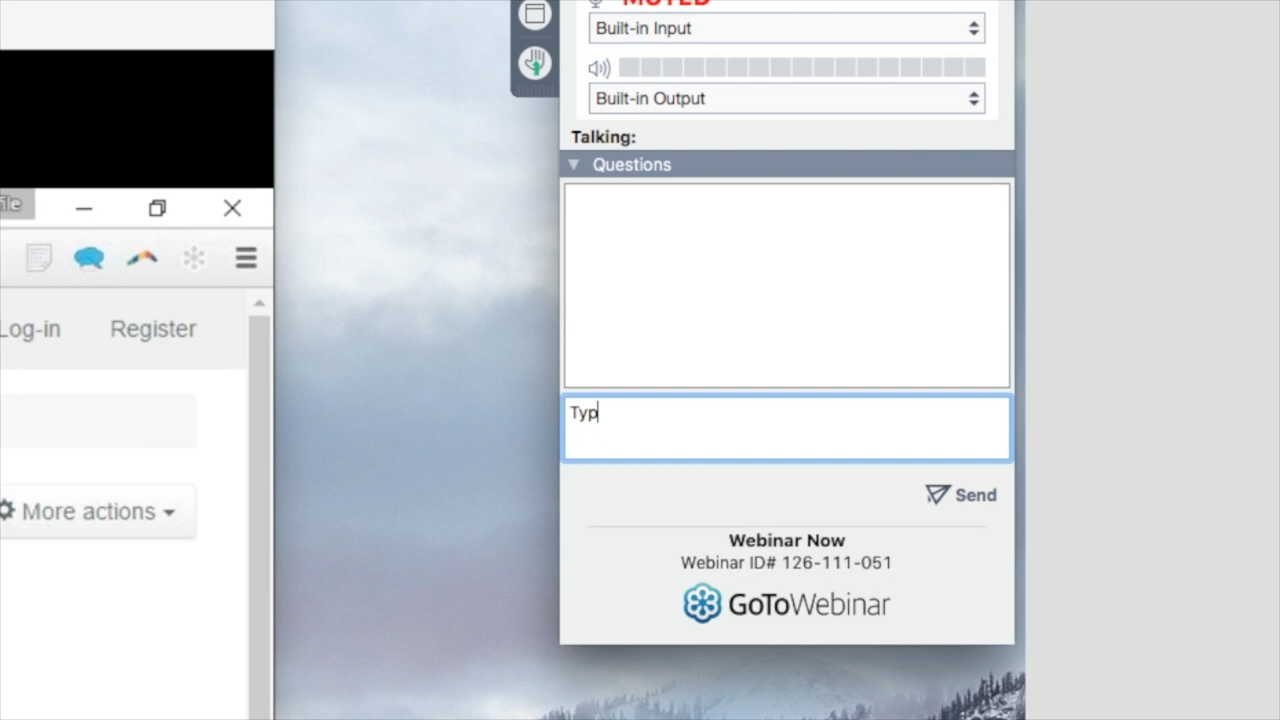 MUTED
Built-in Input
Built-in Output
Talking:
Questions
Typ
Send
Webinar Now
Webinar ID# 126-111-051
GoToWebinar
ile
Log-in Register
More actions